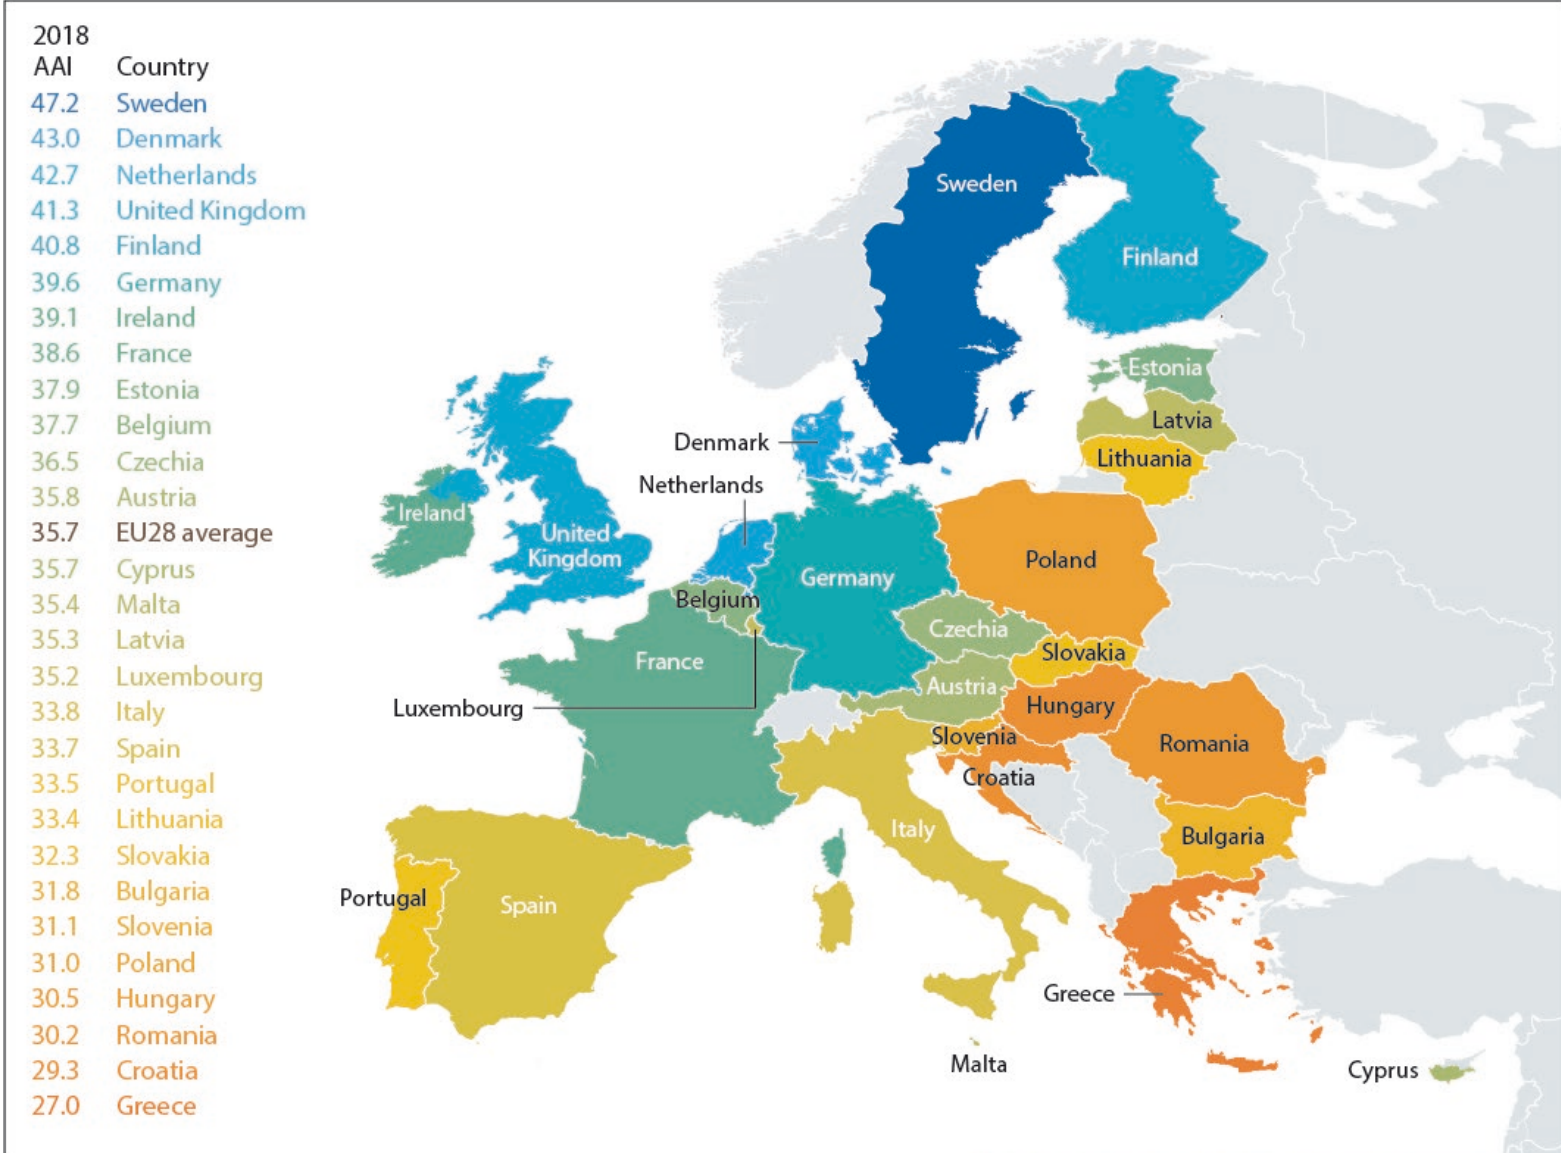 2018
AAI Country
47.2 Sweden
43.0 Denmark
42.7 Netherlands
41.3 United Kingdom
40.8 Finland
39.6 Germany
39.1 Ireland
38.6 France
37.9 Estonia
37.7 Belgium
36.5 Czechia
35.8 Austria
35.7 EU28 average
35.7 Cyprus
35.4 Malta
35.3 Latvia
35.2 Luxembourg
33.8 Italy
33.7 Spain
33.5 Portugal
33.4 Lithuania
32.3 Slovakia
31.8 Bulgaria
31.1 Slovenia
31.0 Poland
30.5 Hungary
30.2 Romania
29.3 Croatia
27.0 Greece
Sweden
Finland
Estonia
Latvia
Denmark
Lithuania
Netherlands
Ireland
United
Kingdom
Poland
Germany
Belgium
Czechia
Slovakia
France
Austria
Luxembourg
Hungary
Slovenia
Romania
Croatia
Italy
Bulgaria
Portugal
Spain
Greece
Malta
Cyprus